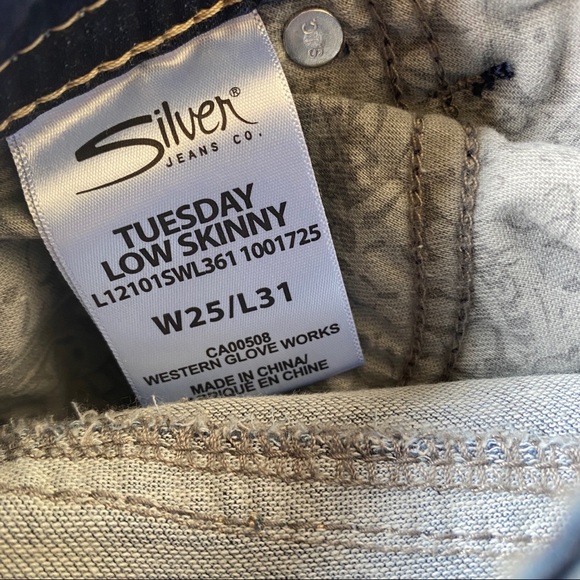 Silver®
JEANS CO.
TUESDAY
LOW SKINNY
L12101SWL361 1001725
W25/L31
CA00508
WESTERN GLOVE WORKS
MADE IN CHINA/
EN CHINE